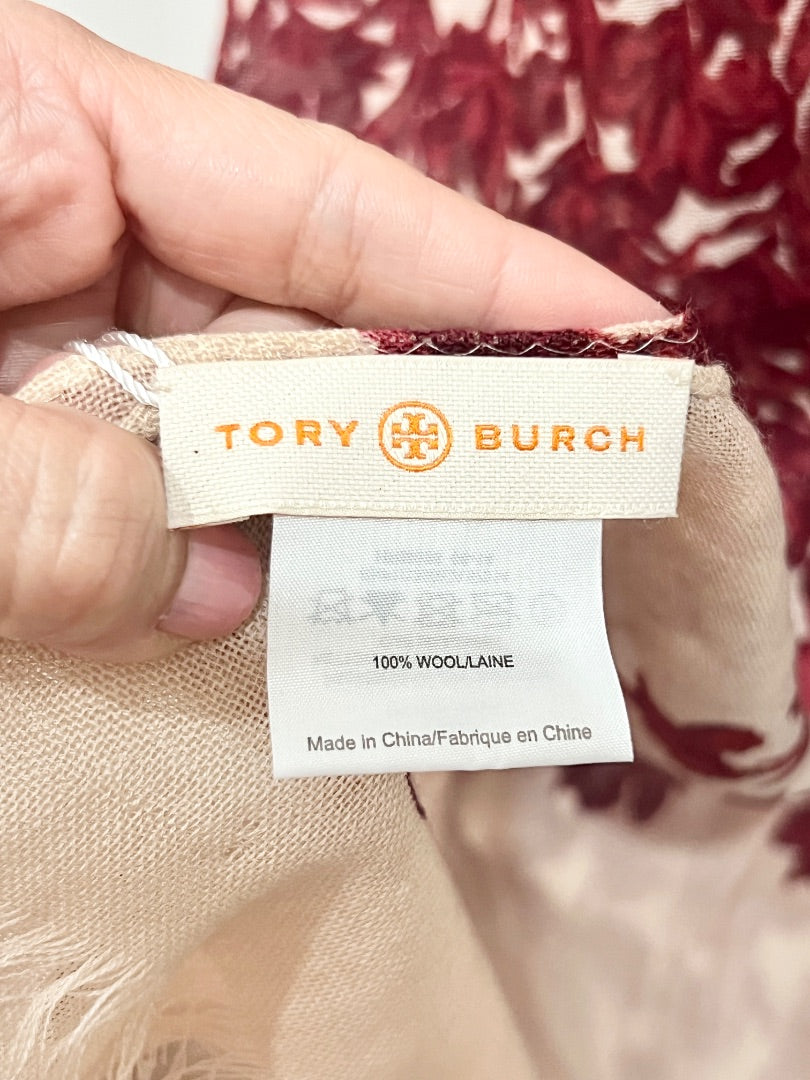 TORY BURCH
100% WOOL/LAINE
Made in China/Fabrique en Chine